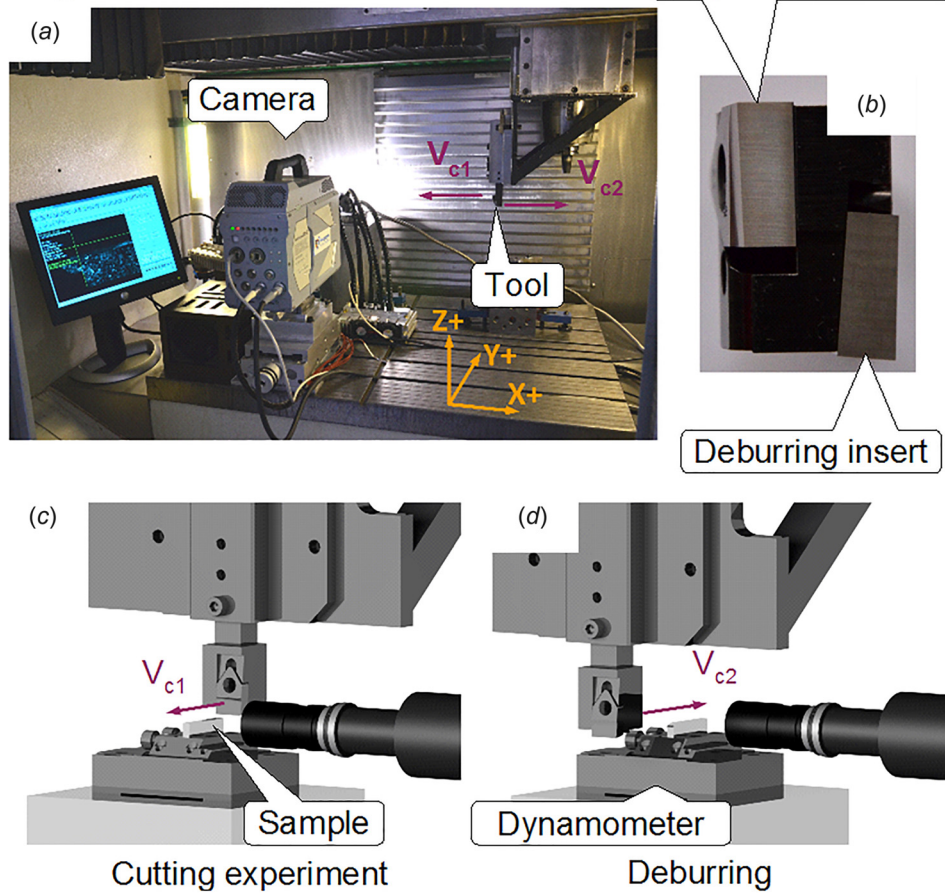 (a)
Camera
Vc1
Vc2
Tool
Z+
Y+
X+
(b)
Deburring insert
(c)
(d)
Vc1
Vc2
Sample
Dynamometer
Cutting experiment
Deburring